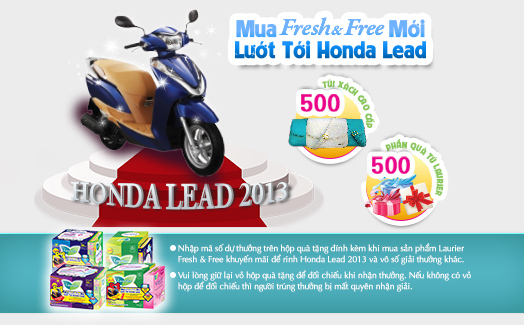 Mua Fresh & Free Mới
Lướt Tới Honda Lead
500
TÚI XÁCH CAO CẤP
500
PHẦN QUÀ TỪ LAURIER
HONDA LEAD 2013
Nhập mã số dự thưởng trên hộp quà tặng đính kèm khi mua sản phẩm Laurier
Fresh & Free khuyến mãi để rinh Honda Lead 2013 và vô số giải thưởng khác.
Vui lòng giữ lại vỏ hộp quà tặng để đối chiếu khi nhận thưởng. Nếu không có vỏ
hộp để đối chiếu thì người trúng thưởng bị mất quyền nhận giải.